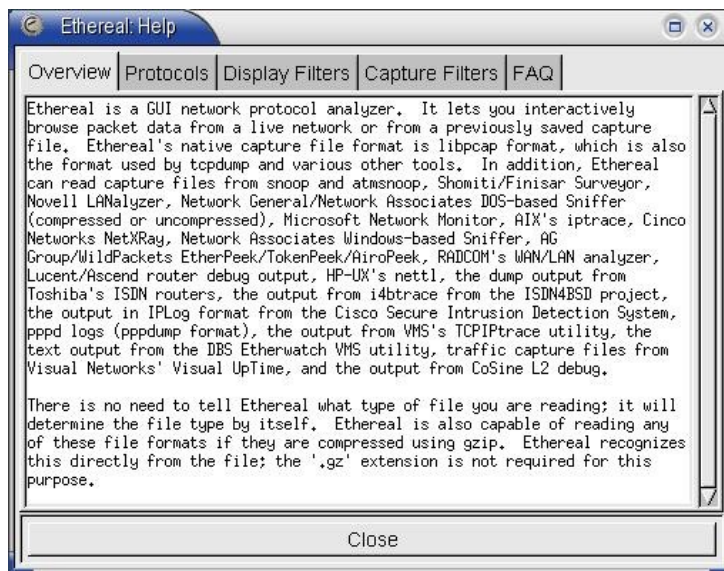 Ethereal: Help
Overview Protocols Display Filters Capture Filters FAQ
Ethereal is a GUI network protocol analyzer.  It lets you interactively
browse packet data from a live network or from a previously saved capture
file.  Ethereal's native capture file format is libpcap format, which is also
the format used by tcpdump and various other tools.  In addition, Ethereal
can read capture files from snoop and atmsnoop, Shomiti/Finisar Surveyor,
Novell LANalyzer, Network General/Network Associates DOS-based Sniffer
(compressed or uncompressed), Microsoft Network Monitor, AIX's iptrace, Cinco
Networks NetXRay, Network Associates Windows-based Sniffer, AG
Group/WildPackets EtherPeek/TokenPeek/AiroPeek, RADCOM's WAN/LAN analyzer,
Lucent/Ascend router debug output, HP-UX's nettl, the dump output from
Toshiba's ISDN routers, the output from i4btrace from the ISDN4BSD project,
the output in IPLog format from the Cisco Secure Intrusion Detection System,
pppd logs (pppdump format), the output from VMS's TCPIPtrace utility, the
text output from the DBS Etherwatch VMS utility, traffic capture files from
Visual Networks' Visual UpTime, and the output from CoSine L2 debug.
There is no need to tell Ethereal what type of file you are reading; it will
determine the file type by itself.  Ethereal is also capable of reading any
of these file formats if they are compressed using gzip.  Ethereal recognizes
this directly from the file; the '.gz' extension is not required for this
purpose.
Close